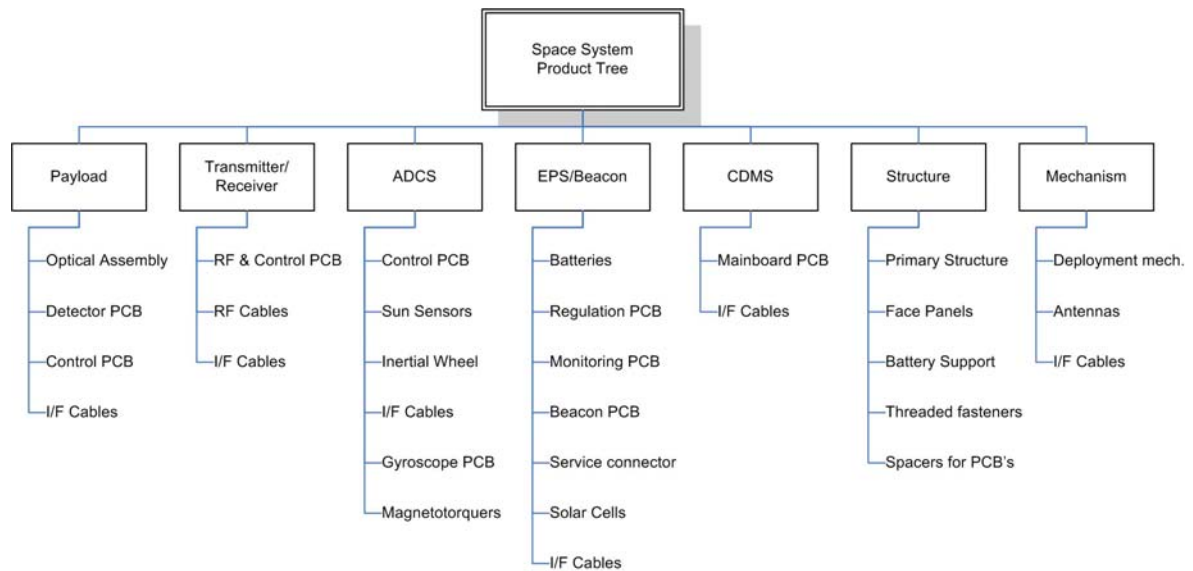 Space System
Product Tree
Payload
Transmitter/
Receiver
ADCS
EPS/Beacon
CDMS
Structure
Mechanism
Optical Assembly
Detector PCB
Control PCB
I/F Cables
RF & Control PCB
RF Cables
I/F Cables
Control PCB
Sun Sensors
Inertial Wheel
I/F Cables
Gyroscope PCB
Magnetotorquers
Batteries
Regulation PCB
Monitoring PCB
Beacon PCB
Service connector
Solar Cells
I/F Cables
Mainboard PCB
I/F Cables
Primary Structure
Face Panels
Battery Support
Threaded fasteners
Spacers for PCB's
Deployment mech.
Antennas
I/F Cables